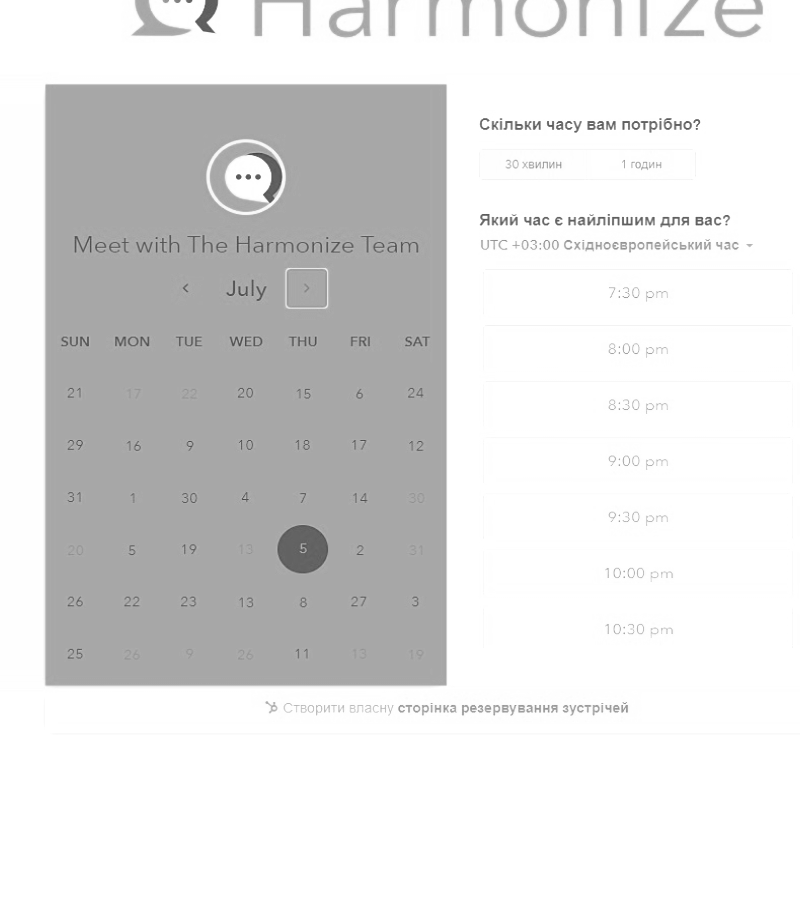 Harmonize
Meet with The Harmonize Team
July
SUN MON TUE WED THU FRI SAT
21 17 22 20 15 6 24
29 16 9 10 18 17 12
31 1 30 4 7 14 30
20 5 19 13 5 2 31
26 22 23 13 8 27 3
25 26 9 26 11 13 19
Скільки часу вам потрібно?
30 хвилин 1 годин
Який час є найліпшим для вас?
UTC +03:00 Східноєвропейський час
7:30 pm
8:00 pm
8:30 pm
9:00 pm
9:30 pm
10:00 pm
10:30 pm
Створити власну сторінка резервування зустрічей